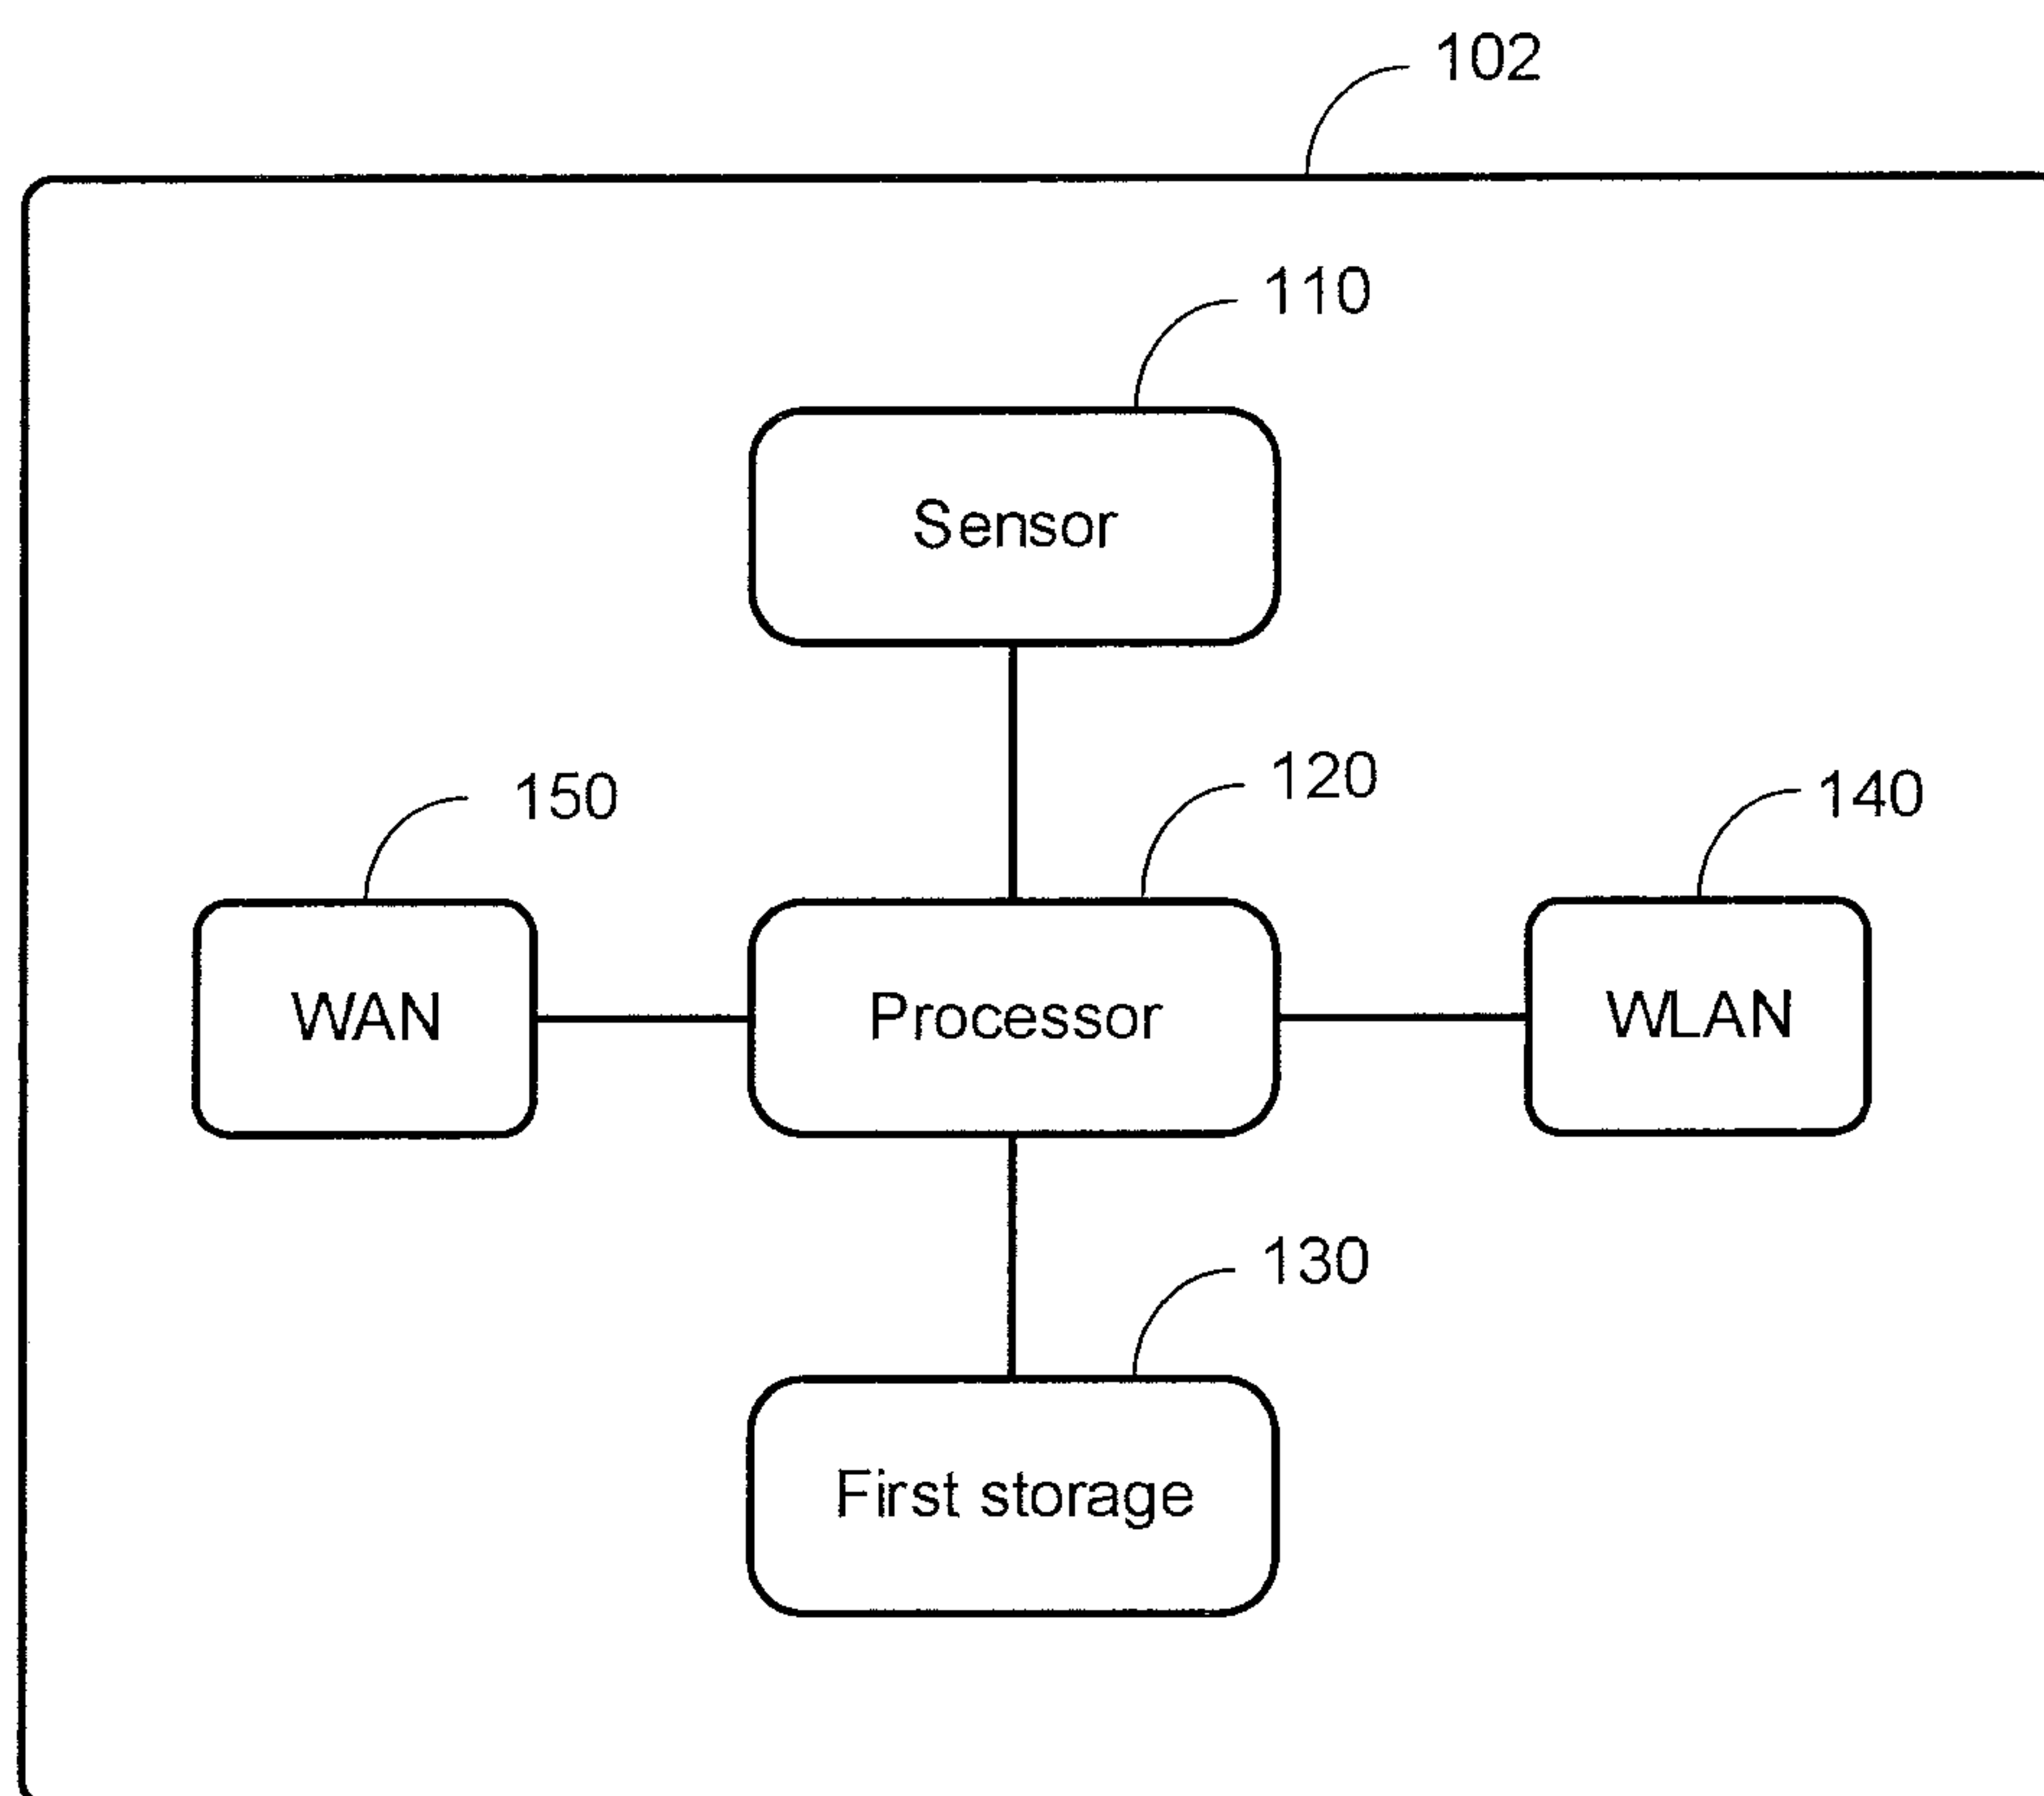 102
110
Sensor
150
120
140
WAN
Processor
WLAN
130
First storage